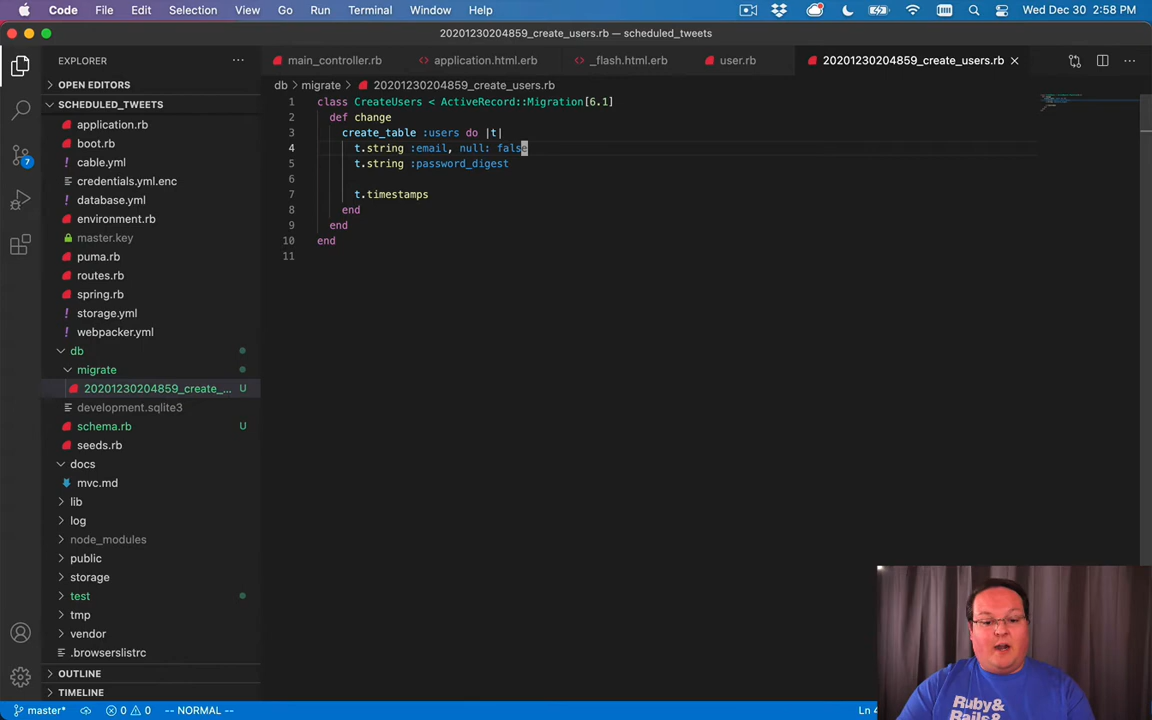 Code File Edit Selection View Go Run Terminal Window Help Wed Dec 30 2:58 PM
20201230204859_create_users.rb — scheduled_tweets
EXPLORER
main_controller.rb application.html.erb _flash.html.erb user.rb 20201230204859_create_users.rb
OPEN EDITORS
db > migrate > 20201230204859_create_users.rb
SCHEDULED_TWEETS
application.rb
boot.rb
cable.yml
credentials.yml.enc
database.yml
environment.rb
master.key
puma.rb
routes.rb
spring.rb
storage.yml
webpacker.yml
db
migrate
20201230204859_create_... U
development.sqlite3
schema.rb U
seeds.rb
docs
mvc.md
lib
log
node_modules
public
storage
test
tmp
vendor
.browserslistrc
OUTLINE
TIMELINE
7
1 class CreateUsers < ActiveRecord::Migration[6.1]
2 def change
3 create_table :users do |t|
4 t.string :email, null: false
5 t.string :password_digest
6
7 t.timestamps
8 end
9 end
10 end
11
Ruby&
Rails&
master* 0 0 -- NORMAL -- Ln 4